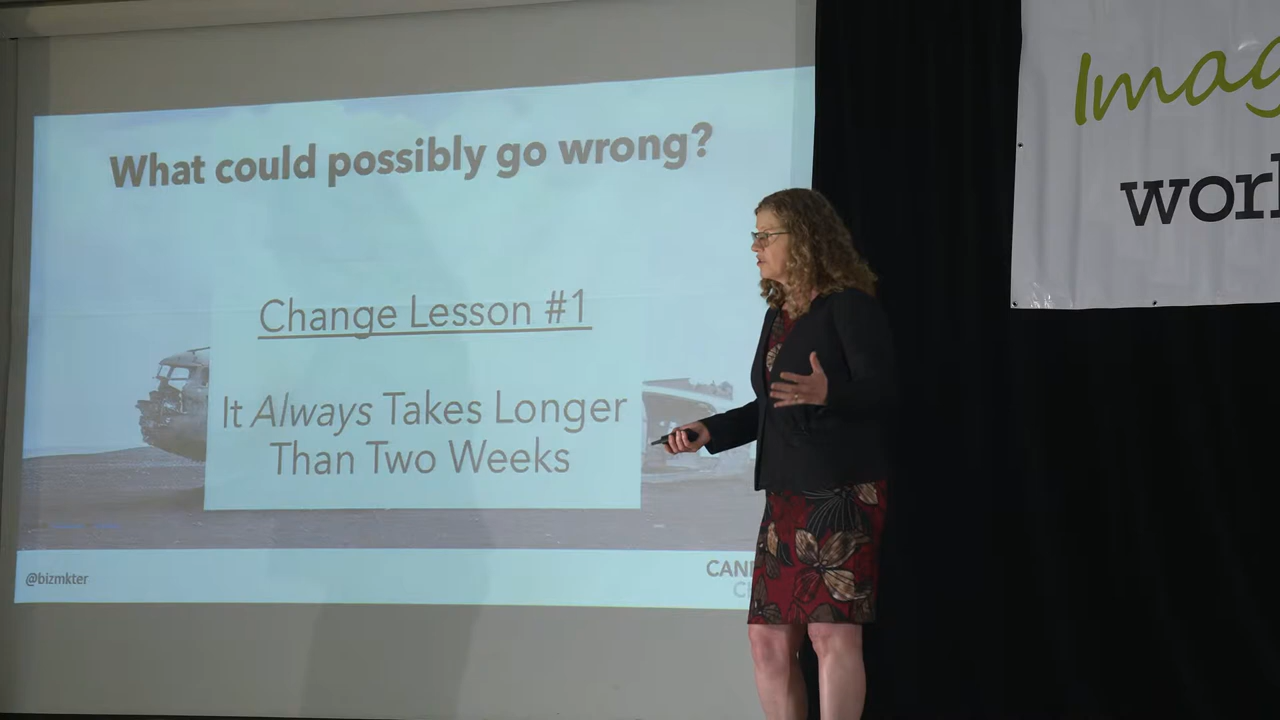 What could possibly go wrong?
Change Lesson #1
It Always Takes Longer
Than Two Weeks
@bizmkter
Imag
work